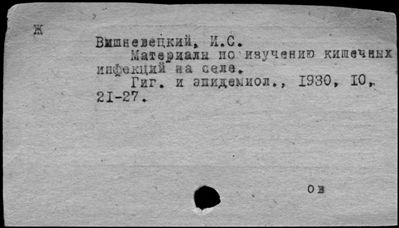 Ж
Вишневецкий, И.С.
Материалы по изучению кишечных
инфекций на селе.
Гиг. и эпидемиол., 1930, 10,
21-27.
ов